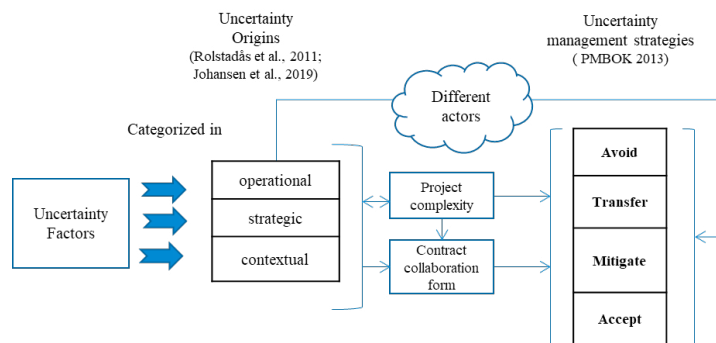 Uncertainty
Origins
(Rolstadås et al., 2011;
Johansen et al., 2019)
Uncertainty
management strategies
( PMBOK 2013)
Different
actors
Categorized in
Uncertainty
Factors
operational
strategic
contextual
Project
complexity
Contract
collaboration
form
Avoid
Transfer
Mitigate
Accept